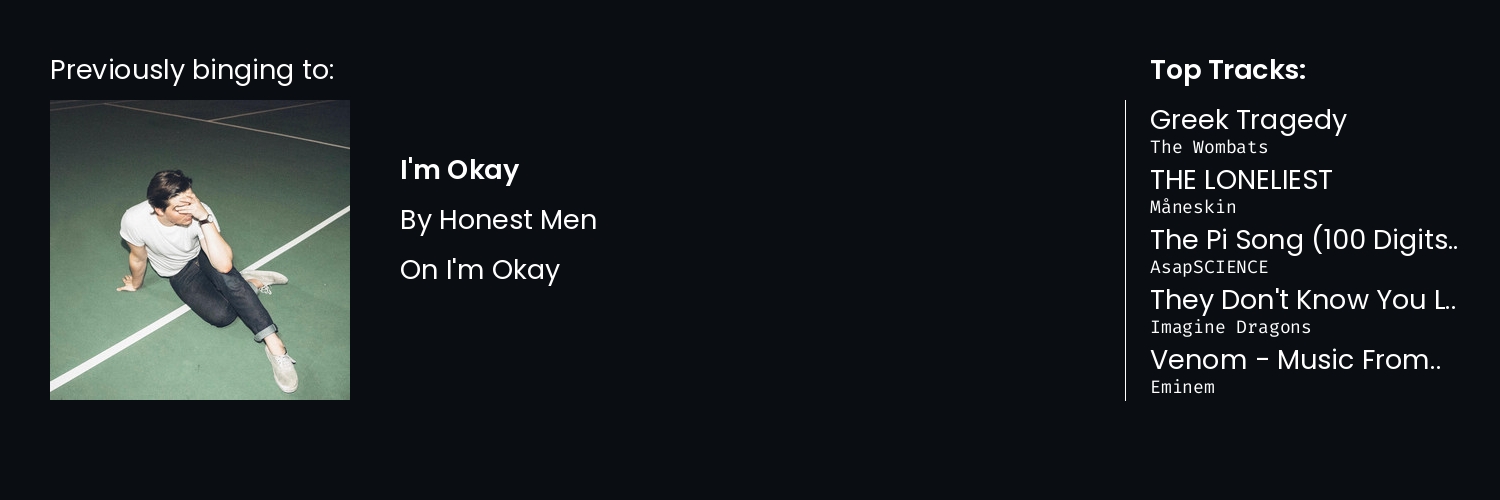 Previously binging to:
I'm Okay
By Honest Men
On I'm Okay
Top Tracks:
Greek Tragedy
The Wombats
THE LONELIEST
Måneskin
The Pi Song (100 Digits..
AsapSCIENCE
They Don't Know You L..
Imagine Dragons
Venom - Music From..
Eminem